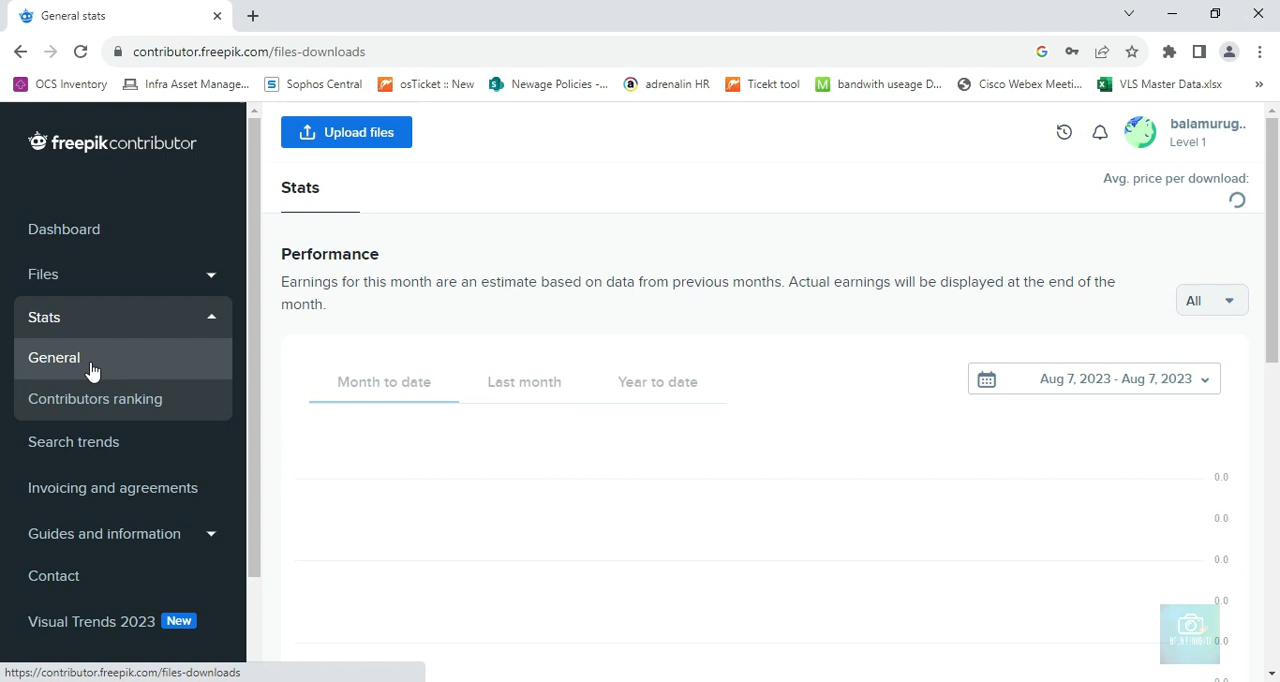 General stats
contributor.freepik.com/files-downloads
OCS Inventory
Infra Asset Manage...
Sophos Central
osTicket :: New
Newage Policies -...
adrenalin HR
Tickt tool
bandwith useage D...
Cisco Webex Meeti...
VLS Master Data.xlsx
»
freepikcontributor
Upload files
balamurug..
Level 1
Stats
Avg. price per download:
Dashboard
Files
Stats
General
Contributors ranking
Search trends
Invoicing and agreements
Guides and information
Contact
Visual Trends 2023 New
Performance
Earnings for this month are an estimate based on data from previous months. Actual earnings will be displayed at the end of the
month.
All
Month to date
Last month
Year to date
Aug 7, 2023 - Aug 7, 2023
0.0
0.0
0.0
0.0
0.0
0.0
https://contributor.freepik.com/files-downloads